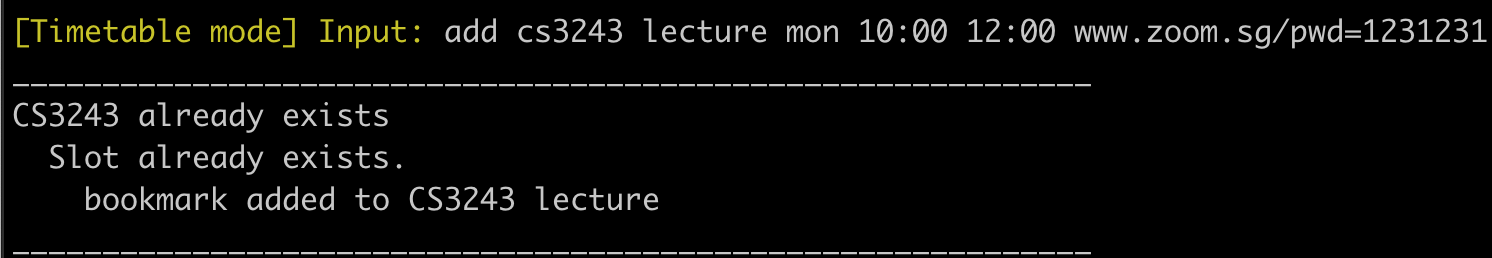 [Timetable mode] Input: add cs3243 lecture mon 10:00 12:00 www.zoom.sg/pwd=1231231
____________________________________________________________
CS3243 already exists
  Slot already exists.
    bookmark added to CS3243 lecture
____________________________________________________________